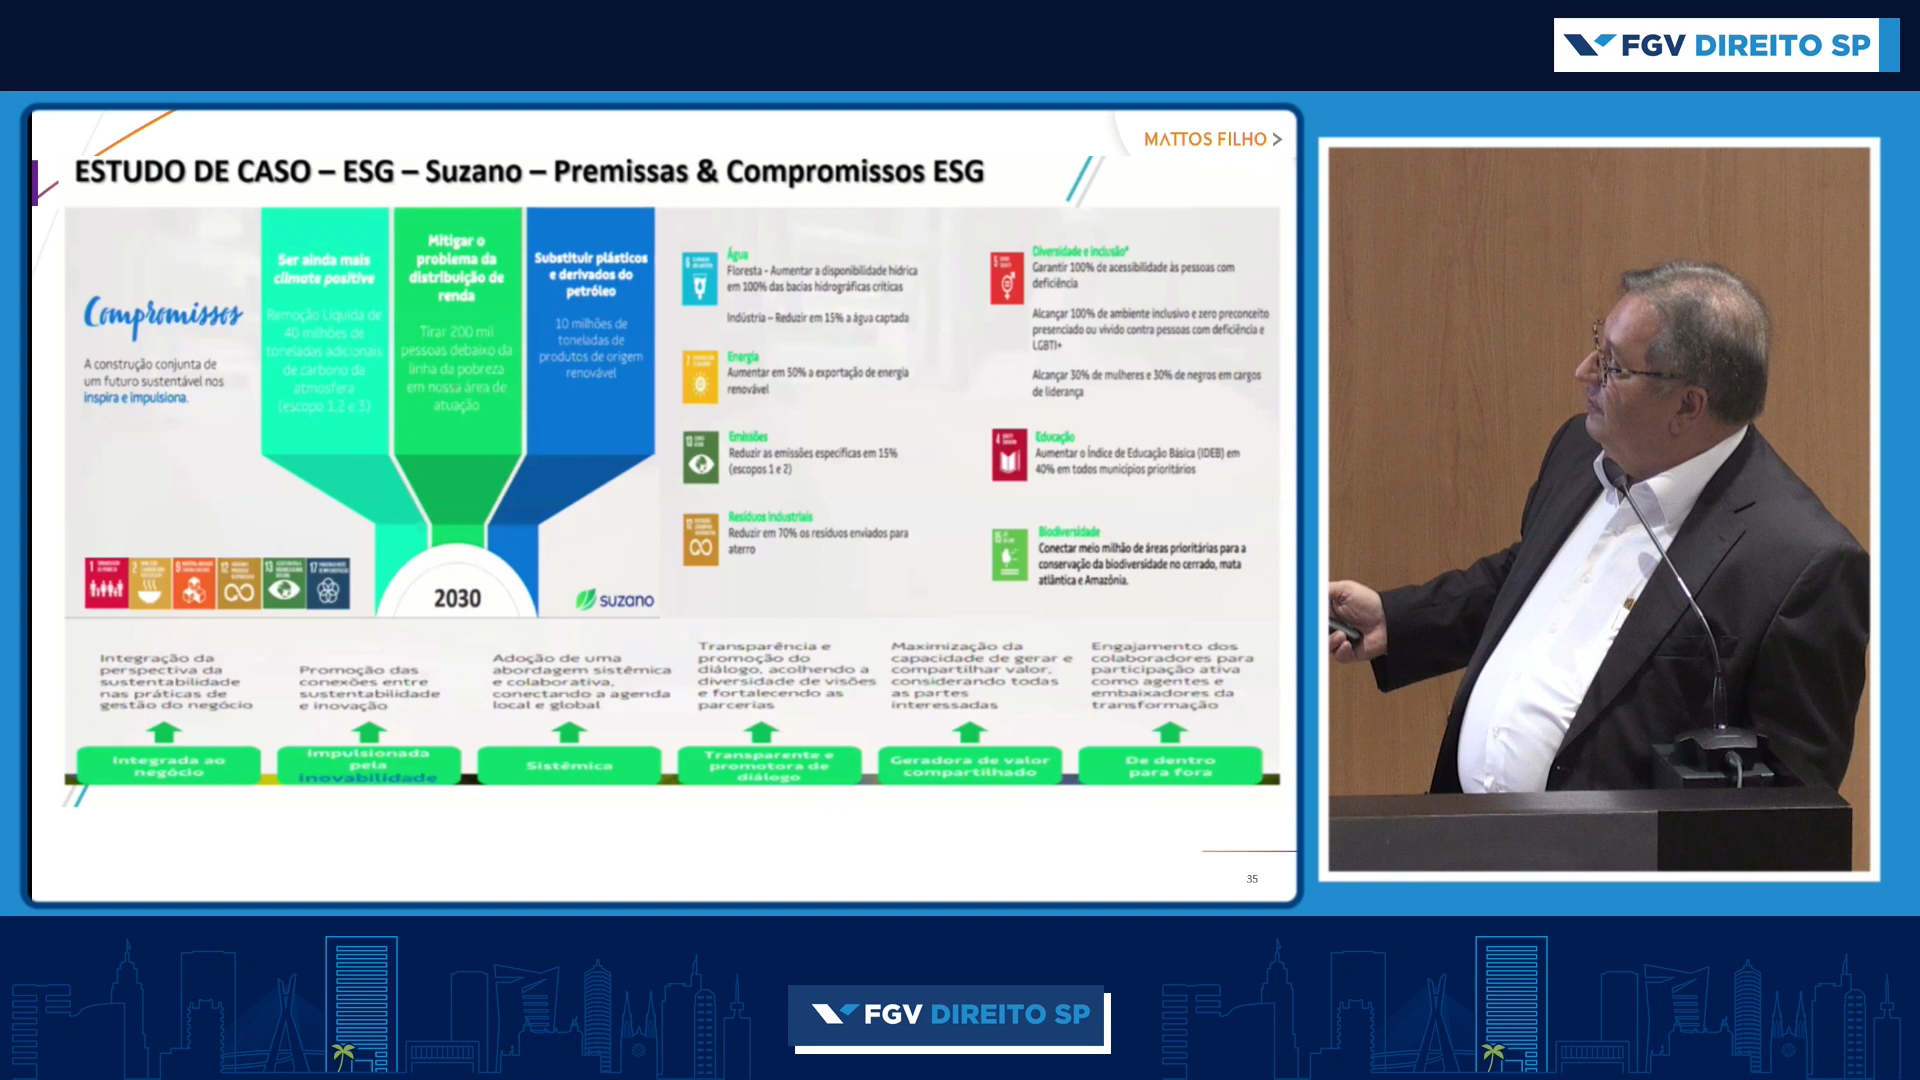 FGV DIREITO SP
MATTOS FILHO >
ESTUDO DE CASO – ESG – Suzano – Premissas & Compromissos ESG
Compromissos
A construção conjunta de
um futuro sustentável nos
inspira e impulsiona.
Ser ainda mais
climate positive
Remoção Líquida de
40 milhões de
toneladas adicionais
de carbono da
atmosfera
(escopo 1,2 e 3)
Mitigar o
problema da
distribuição de
renda
Tirar 200 mil
pessoas debaixo da
linha da pobreza
em nossa área de
atuação
Substituir plásticos
e derivados do
petróleo
10 milhões de
toneladas de
produtos de origem
renovável
1
2
9
12
13
17
2030
suzano
6
Água
Floresta - Aumentar a disponibilidade hídrica
em 100% das bacias hidrográficas críticas
Indústria – Reduzir em 15% a água captada
7
Energia
Aumentar em 50% a exportação de energia
renovável
13
Emissões
Reduzir as emissões específicas em 15%
(escopos 1 e 2)
12
Resíduos Industriais
Reduzir em 70% os resíduos enviados para
aterro
5
Diversidade e inclusão*
Garantir 100% de acessibilidade às pessoas com
deficiência
Alcançar 100% de ambiente inclusivo e zero preconceito
presenciado ou vivido contra pessoas com deficiência e
LGBTI+
Alcançar 30% de mulheres e 30% de negros em cargos
de liderança
4
Educação
Aumentar o Índice de Educação Básica (IDEB) em
40% em todos municípios prioritários
15
Biodiversidade
Conectar meio milhão de áreas prioritárias para a
conservação da biodiversidade no cerrado, mata
atlântica e Amazônia.
Integração da
perspectiva da
sustentabilidade
nas práticas de
gestão do negócio
Promoção das
conexões entre
sustentabilidade
e inovação
Adoção de uma
abordagem sistêmica
e colaborativa,
conectando a agenda
local e global
Transparência e
promoção do
diálogo, acolhendo a
diversidade de visões
e fortalecendo as
parcerias
Maximização da
capacidade de gerar e
compartilhar valor,
considerando todas
as partes
interessadas
Engajamento dos
colaboradores para
participação ativa
como agentes e
embaixadores da
transformação
Integrada ao
negócio
Impulsionada
pela
inovabilidade
Sistêmica
Transparente e
promotora de
diálogo
Geradora de valor
compartilhado
De dentro
para fora
35
FGV DIREITO SP